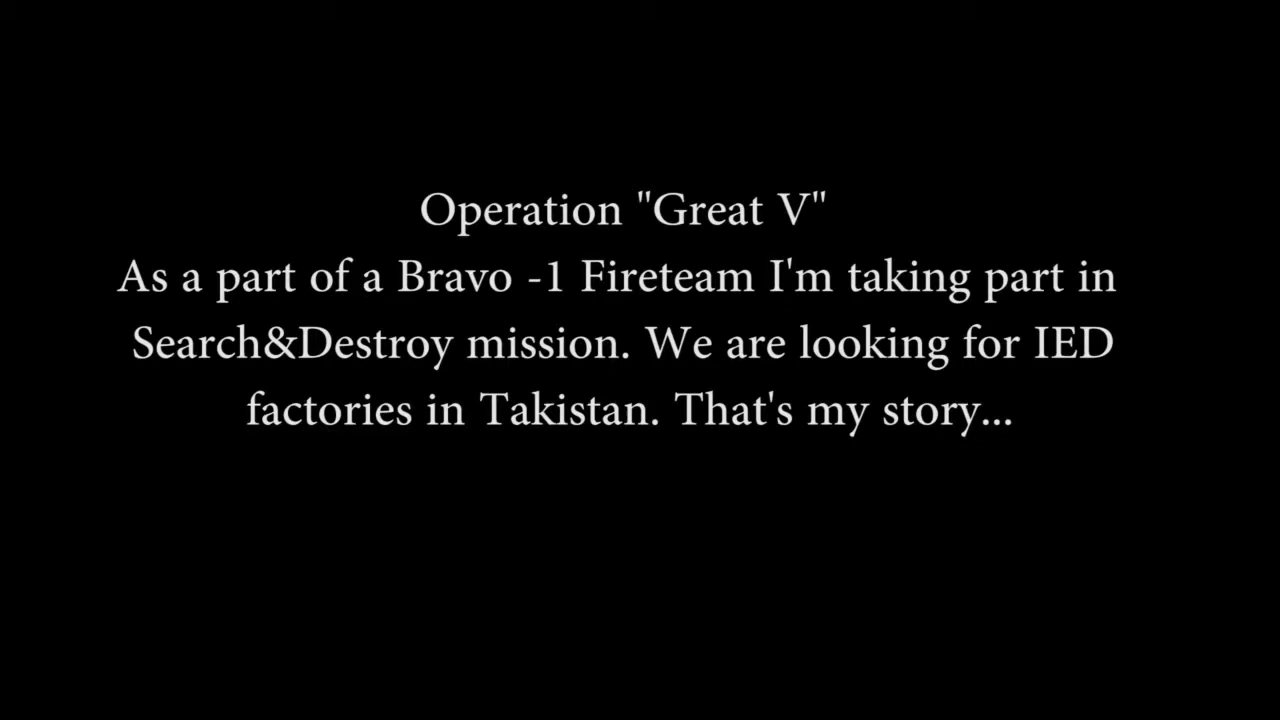 Operation "Great V"
As a part of a Bravo -1 Fireteam I'm taking part in
Search&Destroy mission. We are looking for IED
factories in Takistan. That's my story...